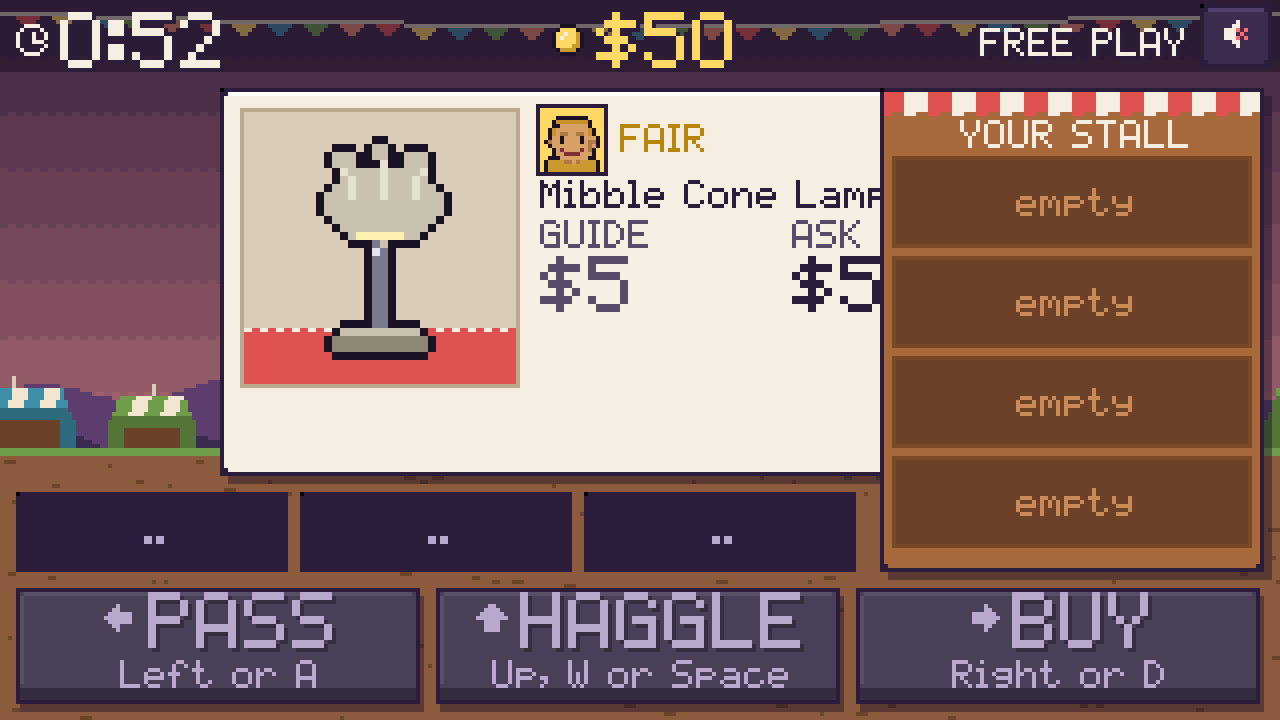 0:52
$50
FREE PLAY
FAIR
Mibble Cone Lamp
GUIDE
ASK
$5
$5
YOUR STALL
empty
empty
empty
empty
..
..
..
PASS
Left or A
HAGGLE
Up, W or Space
BUY
Right or D